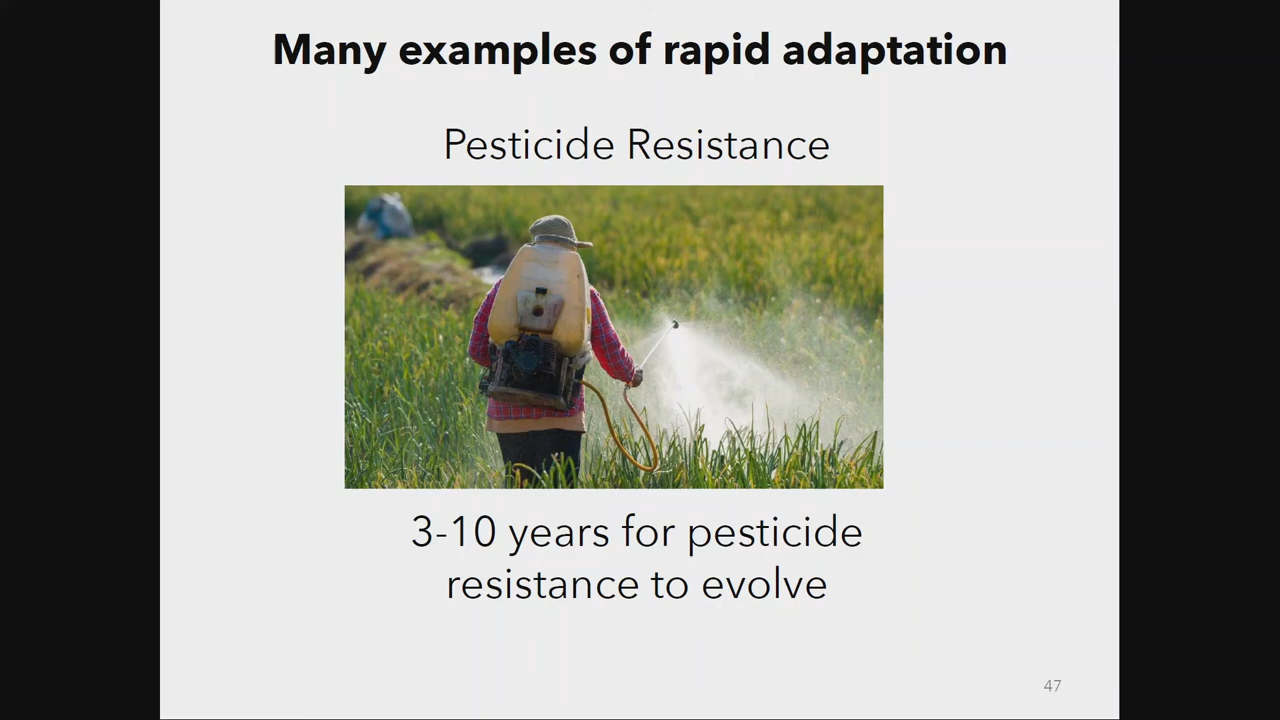 Many examples of rapid adaptation
Pesticide Resistance
3-10 years for pesticide
resistance to evolve
47